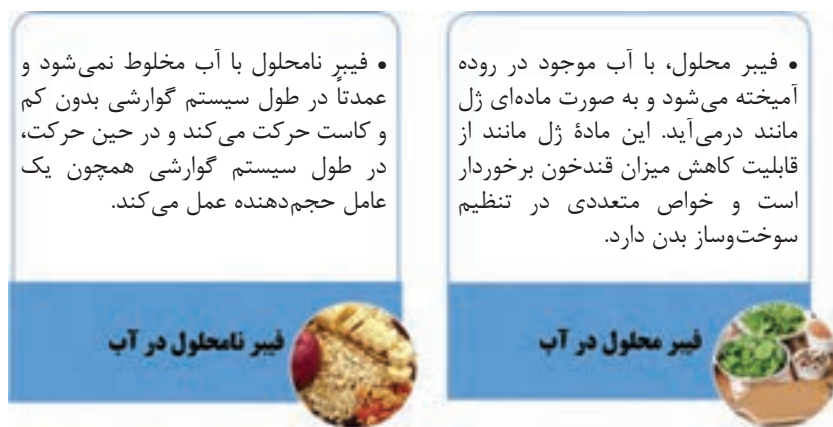 • فیبر محلول، با آب موجود در روده
آمیخته می‌شود و به صورت ماده‌ای ژل
مانند درمی‌آید. این مادهٔ ژل مانند از
قابلیت کاهش میزان قندخون برخوردار
است و خواص متعددی در تنظیم
سوخت‌وساز بدن دارد.
فیبر محلول در آب
• فیبرِ نامحلول با آب مخلوط نمی‌شود و
عمدتاً در طول سیستم گوارشی بدون کم
و کاست حرکت می‌کند و در حین حرکت،
در طول سیستم گوارشی همچون یک
عامل حجم‌دهنده عمل می‌کند.
فیبر نامحلول در آب